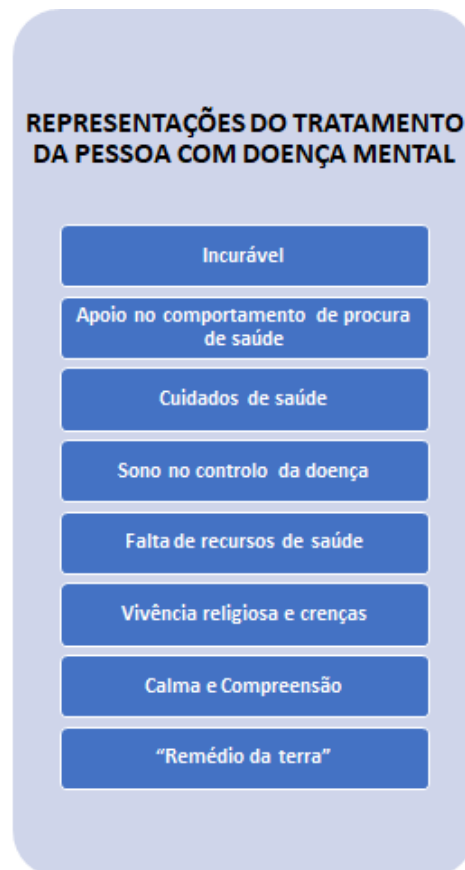 REPRESENTAÇÕES DO TRATAMENTO
DA PESSOA COM DOENÇA MENTAL
Incurável
Apoio no comportamento de procura
de saúde
Cuidados de saúde
Sono no controlo da doença
Falta de recursos de saúde
Vivência religiosa e crenças
Calma e Compreensão
“Remédio da terra”